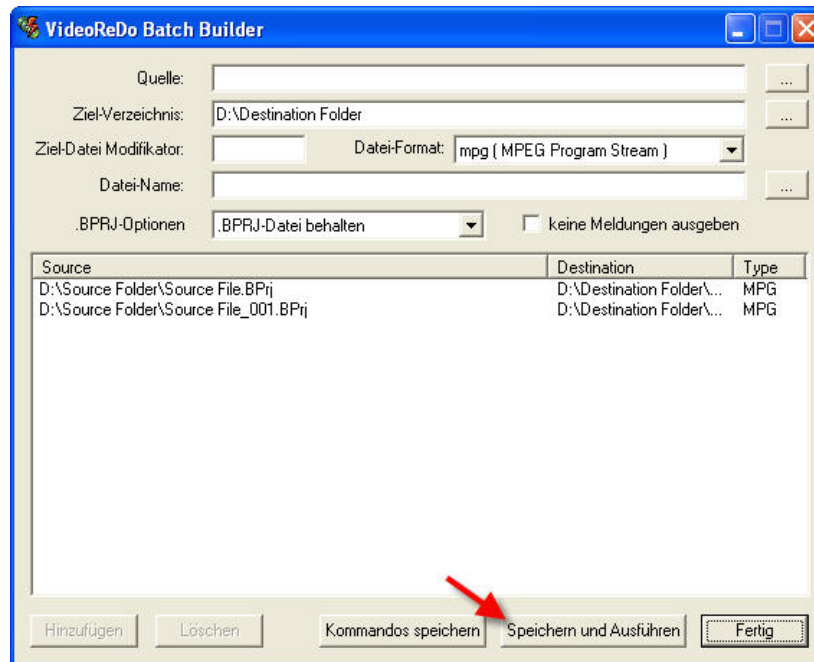 VideoReDo Batch Builder
Quelle: ...
Ziel-Verzeichnis: D:\Destination Folder ...
Ziel-Datei Modifikator: Datei-Format: mpg ( MPEG Program Stream )
Datei-Name: ...
.BPRJ-Optionen .BPRJ-Datei behalten keine Meldungen ausgeben
Source Destination Type
D:\Source Folder\Source File.BPrj D:\Destination Folder\... MPG
D:\Source Folder\Source File_001.BPrj D:\Destination Folder\... MPG
Hinzufügen Löschen Kommandos speichern Speichern und Ausführen Fertig